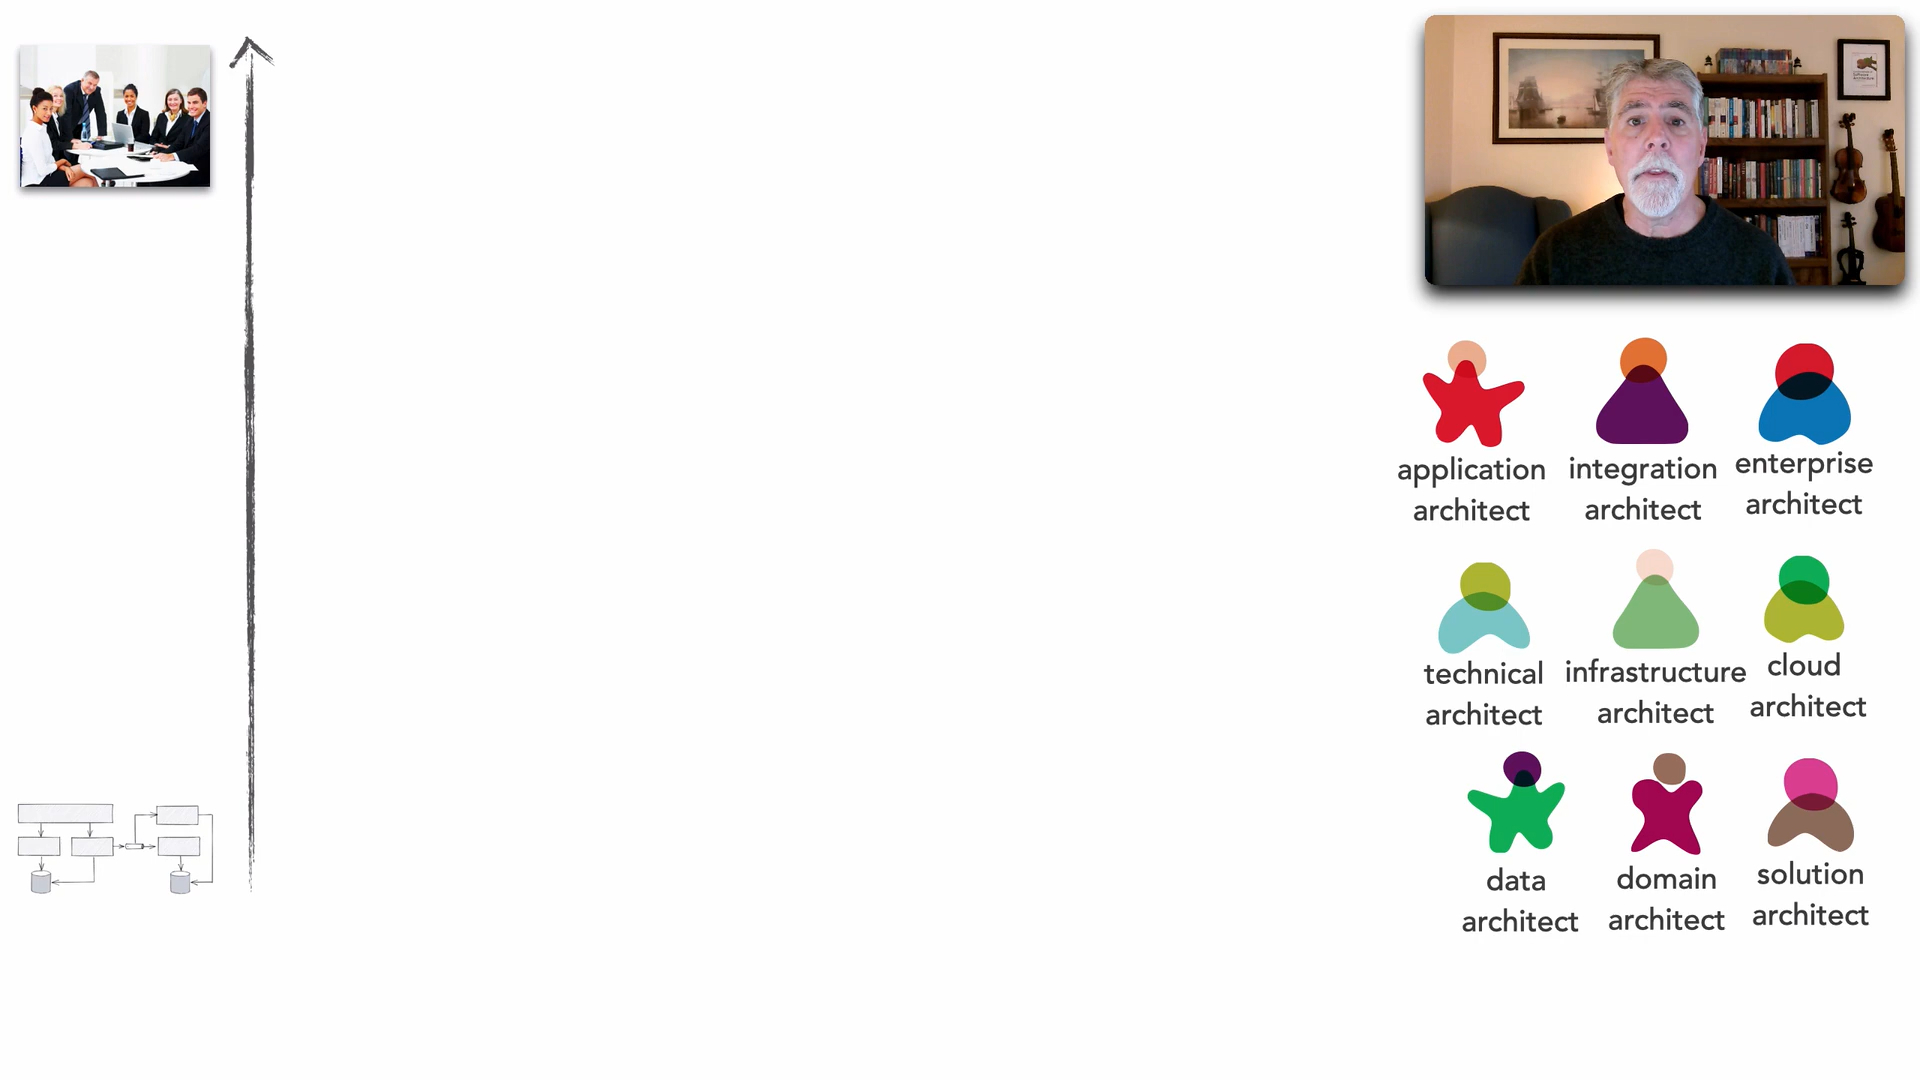 application
architect
integration
architect
enterprise
architect
technical
architect
infrastructure
architect
cloud
architect
data
architect
domain
architect
solution
architect